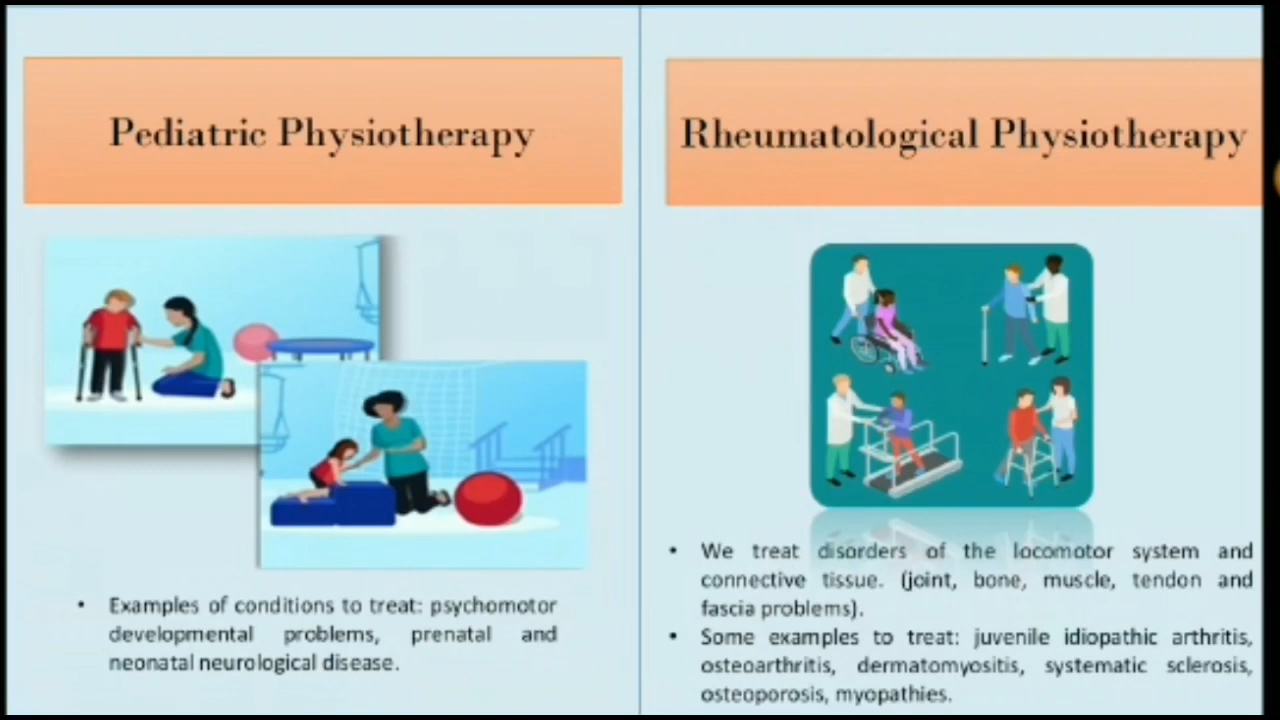 Pediatric Physiotherapy
• Examples of conditions to treat: psychomotor
developmental problems, prenatal and
neonatal neurological disease.
Rheumatological Physiotherapy
• We treat disorders of the locomotor system and
connective tissue. (joint, bone, muscle, tendon and
fascia problems).
• Some examples to treat: juvenile idiopathic arthritis,
osteoarthritis, dermatomyositis, systematic sclerosis,
osteoporosis, myopathies.